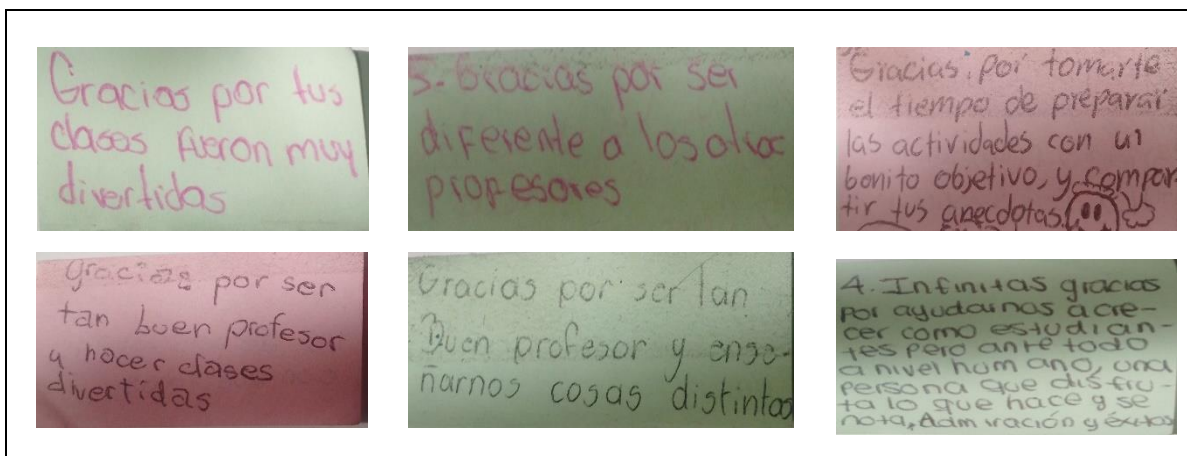 Gracias por tus
clases fueron muy
divertidas
5. Gracias por ser
diferente a los otros
profesores
Gracias por tomarte
el tiempo de preparar
las actividades con un
bonito objetivo, y compar
tir tus anecdotas
gracias por ser
tan buen profesor
y hacer clases
divertidas
Gracias por ser tan
Buen profesor y ense-
ñarnos cosas distintas
4. Infinitas gracias
por ayudarnos a cre-
cer como estudian-
tes pero ante todo
a nivel humano, una
persona que disfru-
ta lo que hace y se
nota, Admiración y éxitos